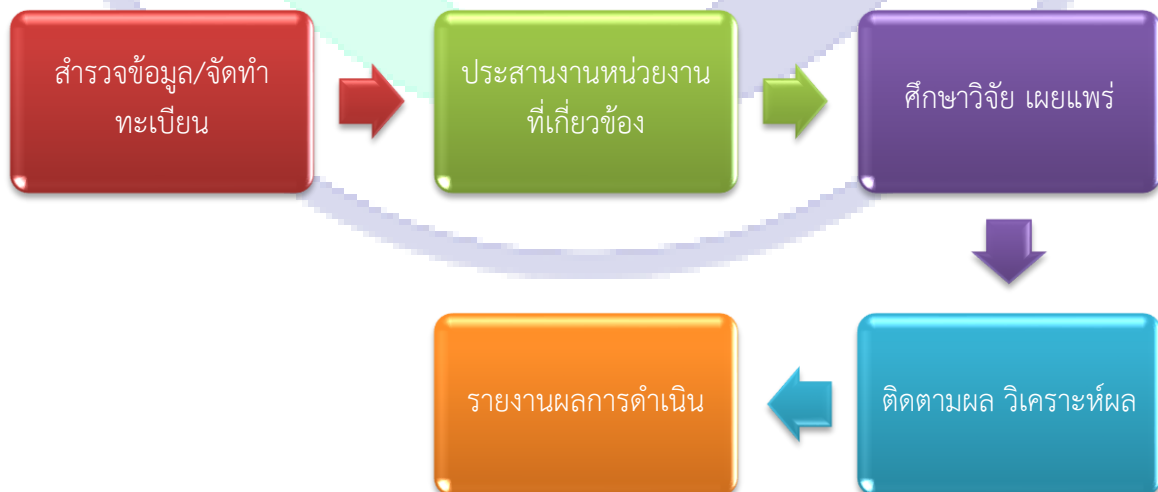 สำรวจข้อมูล/จัดทำ
ทะเบียน
ประสานงานหน่วยงาน
ที่เกี่ยวข้อง
ศึกษาวิจัย เผยแพร่
ติดตามผล วิเคราะห์ผล
รายงานผลการดำเนิน